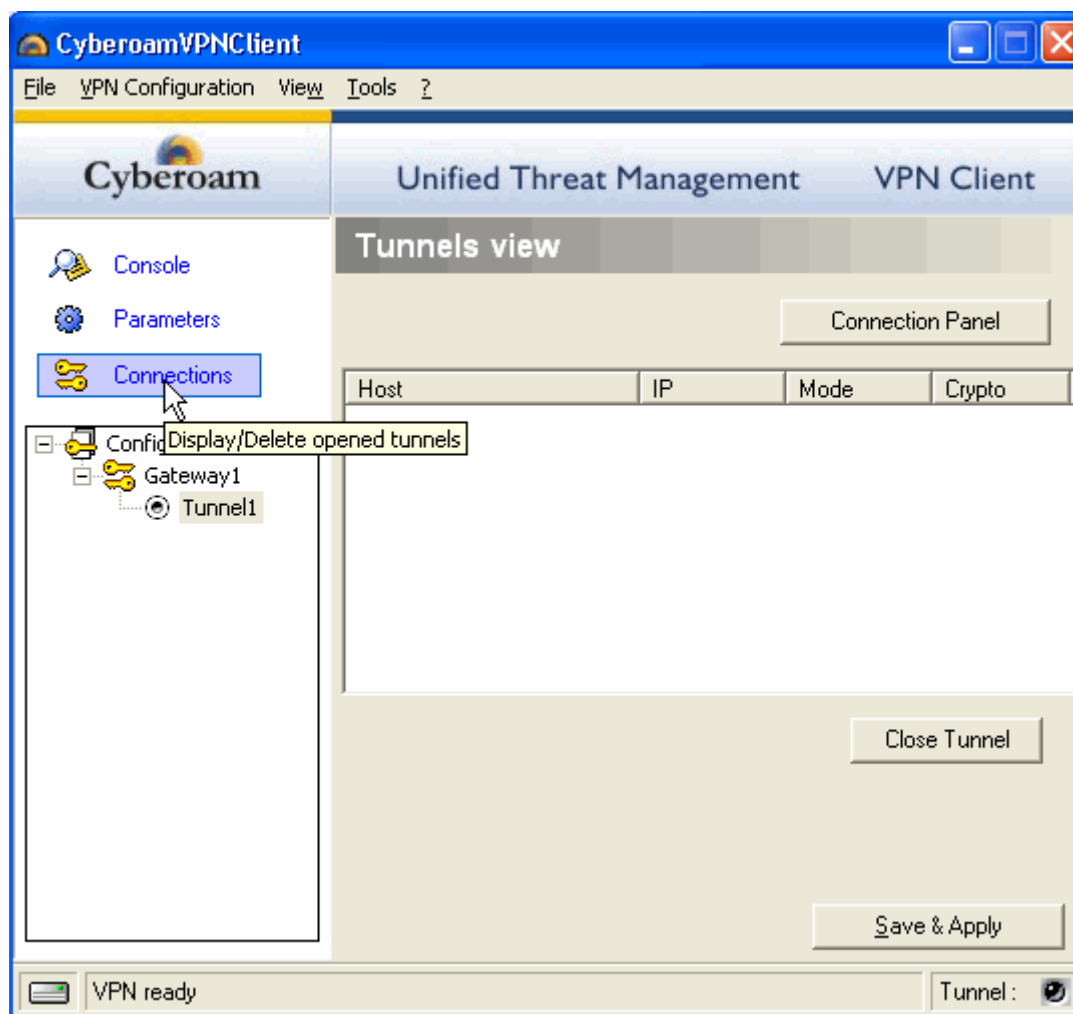 CyberoamVPNClient
File VPN Configuration View Tools ?
Cyberoam
Unified Threat Management VPN Client
Console
Parameters
Connections
Tunnels view
Connection Panel
Host IP Mode Crypto
Display/Delete opened tunnels
Gateway1
Tunnel1
Close Tunnel
Save & Apply
VPN ready
Tunnel :